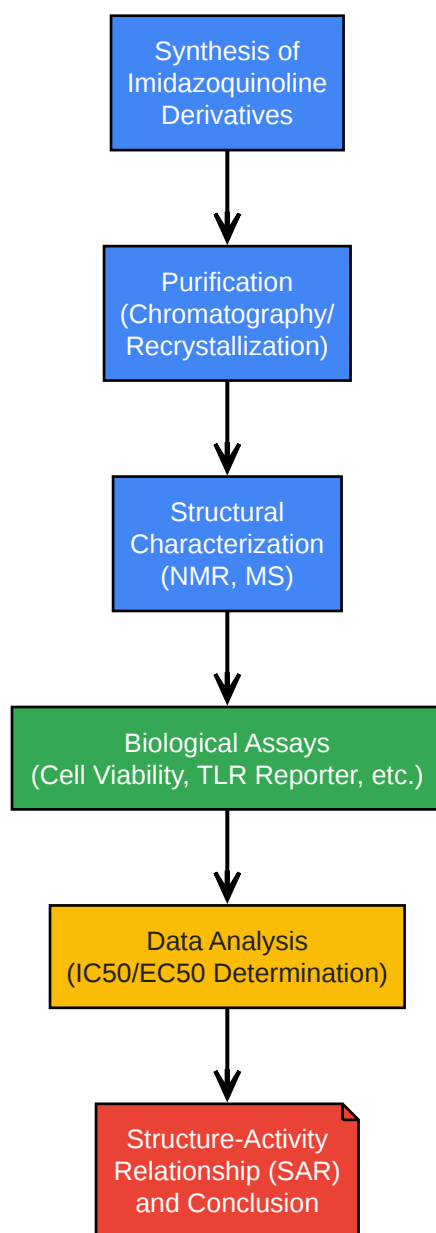 Synthesis of
Imidazoquinoline
Derivatives
Purification
(Chromatography/
Recrystallization)
Structural
Characterization
(NMR, MS)
Biological Assays
(Cell Viability, TLR Reporter, etc.)
Data Analysis
(IC50/EC50 Determination)
Structure-Activity
Relationship (SAR)
and Conclusion